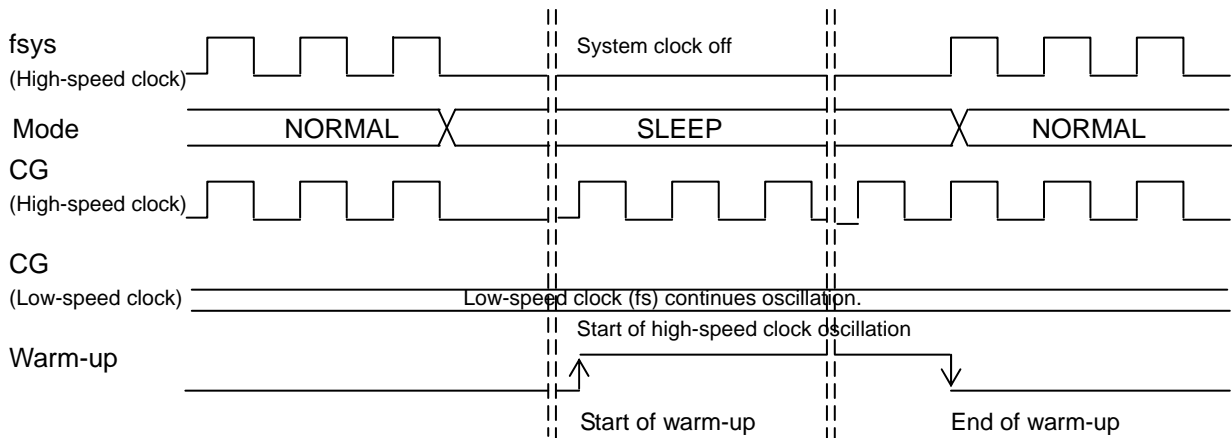 fsys
(High-speed clock)
System clock off
Mode
NORMAL
SLEEP
NORMAL
CG
(High-speed clock)
CG
(Low-speed clock)
Low-speed clock (fs) continues oscillation.
Start of high-speed clock oscillation
Warm-up
Start of warm-up
End of warm-up